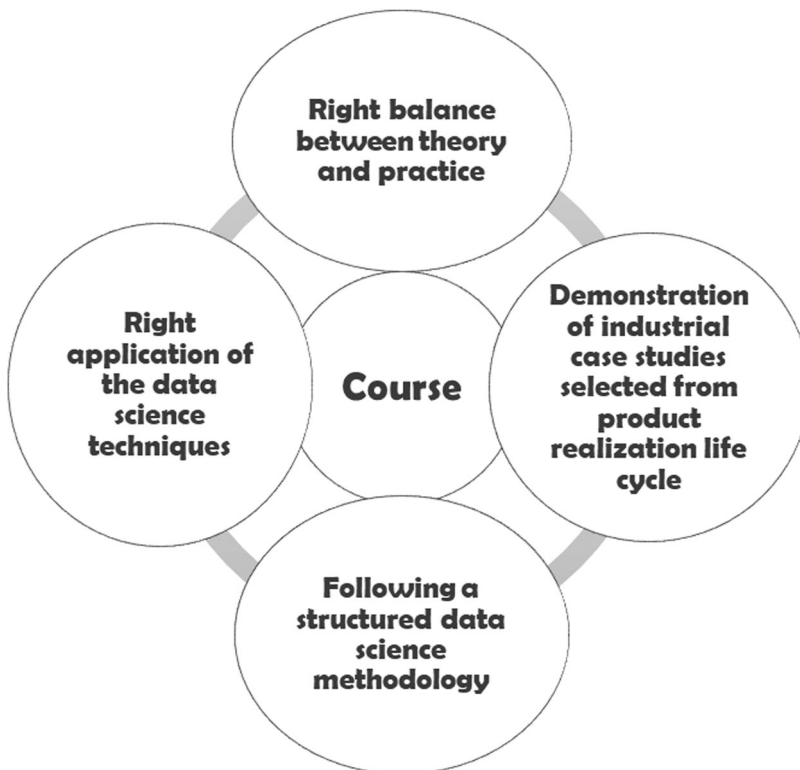 Right balance
between theory
and practice
Right
application of
the data
science
techniques
Course
Demonstration
of industrial
case studies
selected from
product
realization life
cycle
Following a
structured data
science
methodology